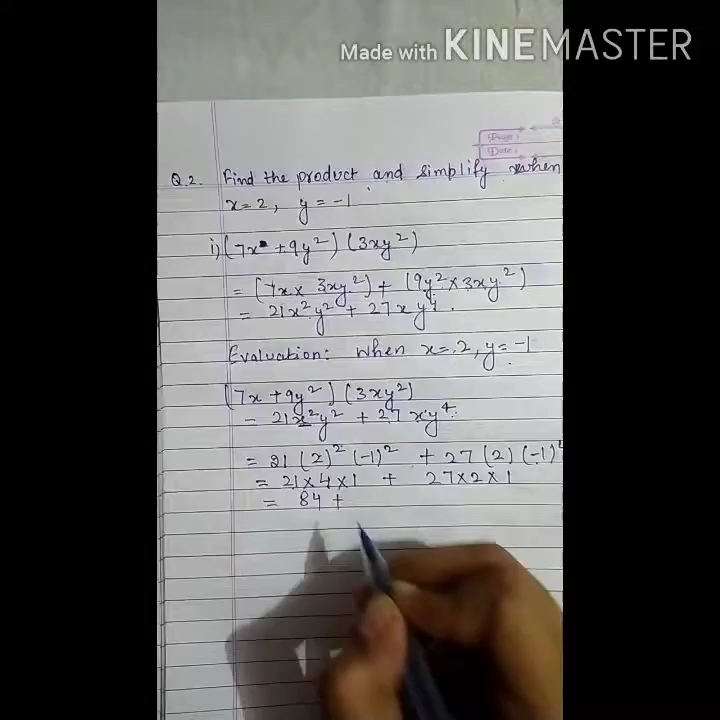 Made with KINEMASTER
Page:
Date:
Q.2. Find the product and simplify when
x=2, y=-1
i) (7x +9y²) (3xy²)
= (7x × 3xy²) + (9y² × 3xy²)
= 21x²y² + 27xy⁴.
Evaluation: When x=2, y=-1
(7x +9y²) (3xy²)
= 21x²y² + 27 xy⁴
= 21 (2)² (-1)² + 27 (2) (-1)⁴
= 21×4×1 + 27×2×1
= 84 +